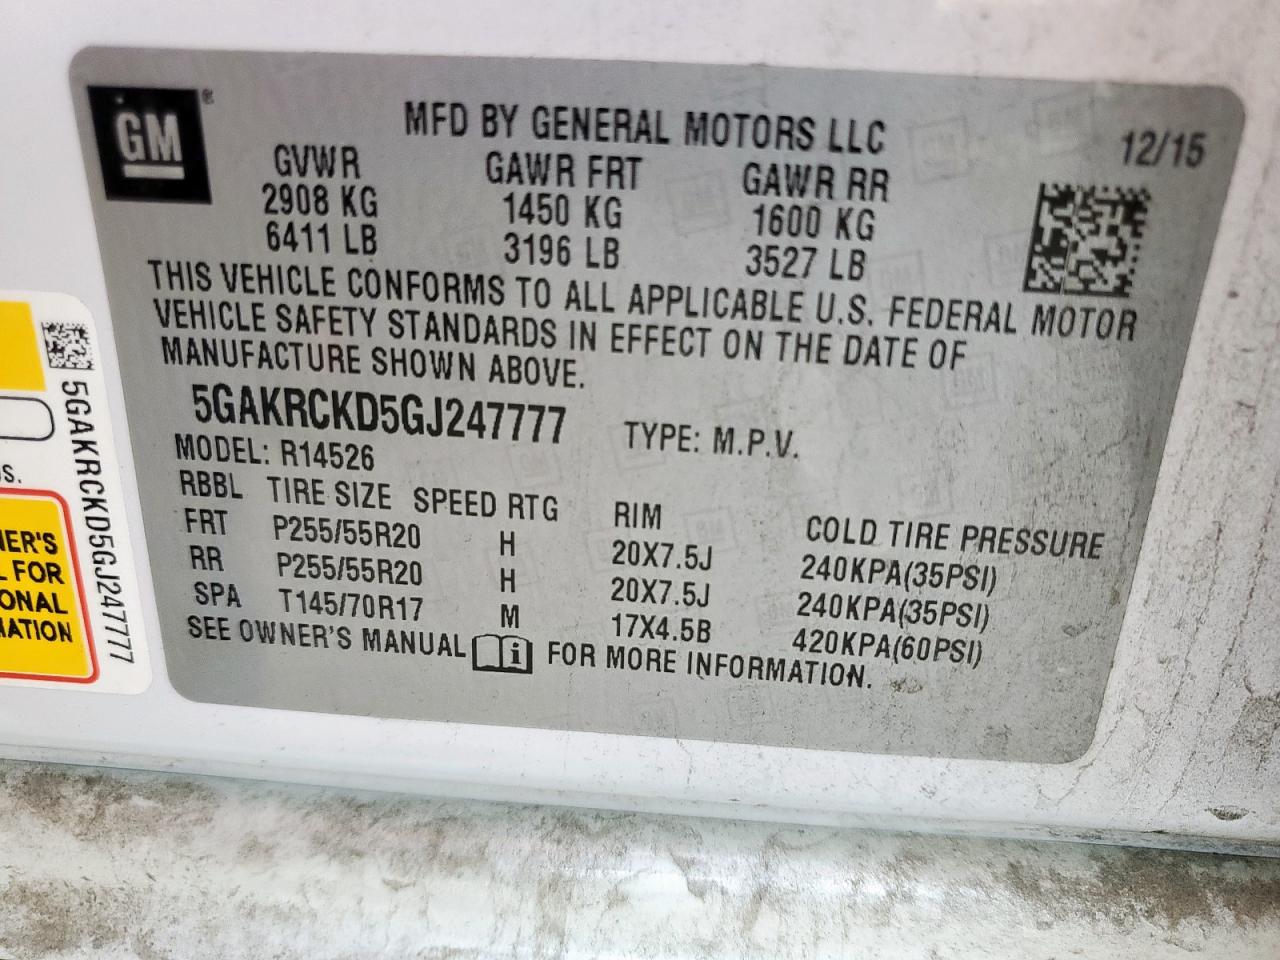 GM®
MFD BY GENERAL MOTORS LLC 12/15
GVWR GAWR FRT GAWR RR
2908 KG 1450 KG 1600 KG
6411 LB 3196 LB 3527 LB
THIS VEHICLE CONFORMS TO ALL APPLICABLE U.S. FEDERAL MOTOR
VEHICLE SAFETY STANDARDS IN EFFECT ON THE DATE OF
MANUFACTURE SHOWN ABOVE.
5GAKRCKD5GJ247777 TYPE: M.P.V.
MODEL: R14526
RBBL TIRE SIZE SPEED RTG RIM COLD TIRE PRESSURE
FRT P255/55R20 H 20X7.5J 240KPA(35PSI)
RR P255/55R20 H 20X7.5J 240KPA(35PSI)
SPA T145/70R17 M 17X4.5B 420KPA(60PSI)
SEE OWNER'S MANUAL i FOR MORE INFORMATION.
5GAKRCKD5GJ247777
S.
ER'S
FOR
ONAL
ATION